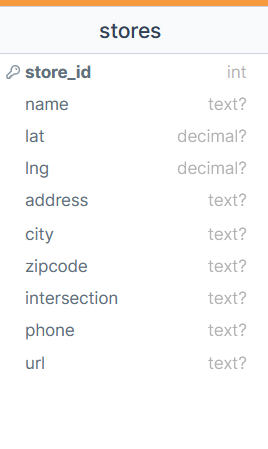 stores
store_id int
name text?
lat decimal?
lng decimal?
address text?
city text?
zipcode text?
intersection text?
phone text?
url text?